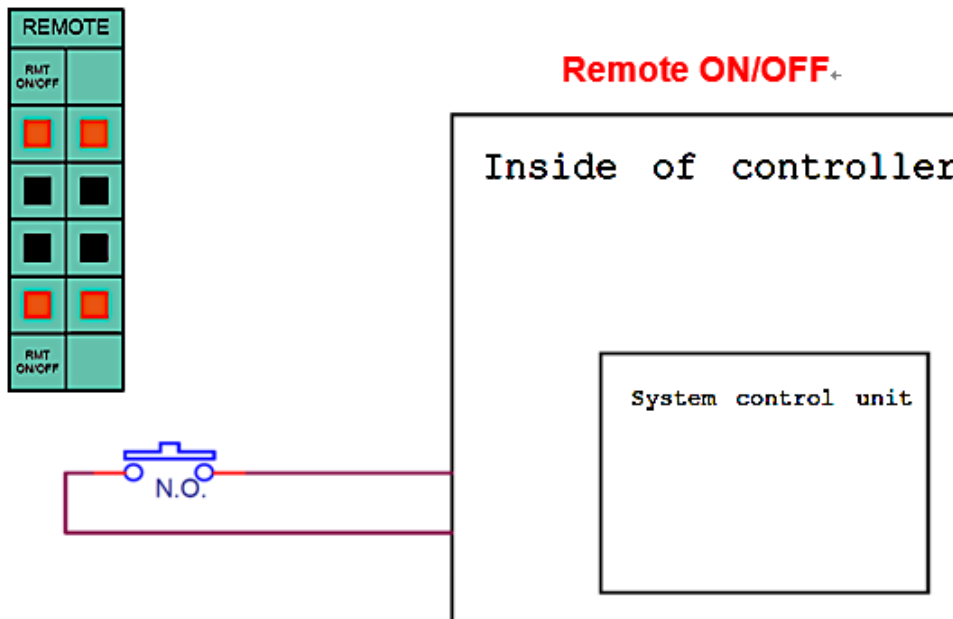 REMOTE
RMT
ON/OFF
RMT
ON/OFF
Remote ON/OFF↵
Inside of controller
System control unit
N.O.